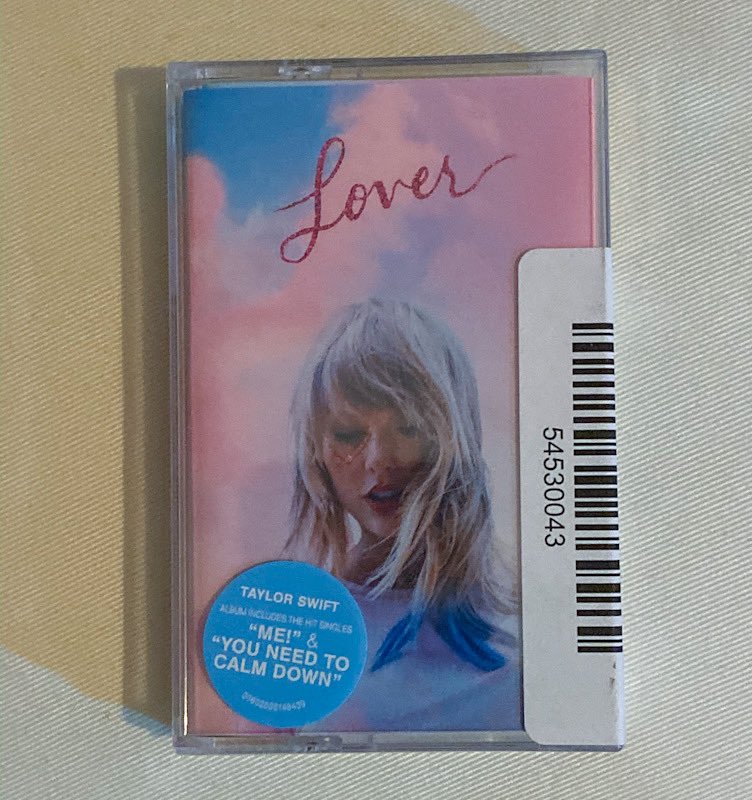 Lover
54530043
TAYLOR SWIFT
ALBUM INCLUDES THE HIT SINGLES
“ME!” &
“YOU NEED TO
CALM DOWN”